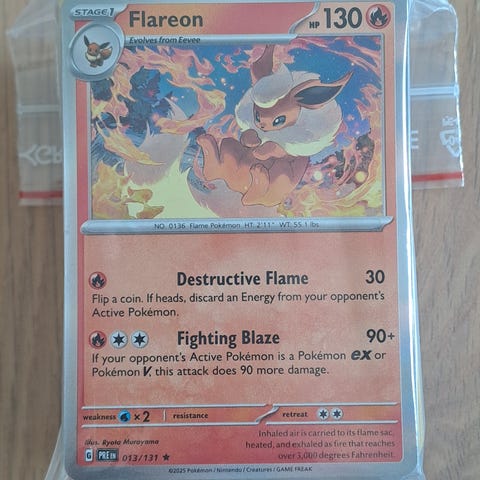 STAGE 1
Flareon
HP 130
Evolves from Eevee
NO. 0136 Flame Pokémon HT: 2'11" WT: 55.1 lbs
Destructive Flame 30
Flip a coin. If heads, discard an Energy from your opponent's
Active Pokémon.
Fighting Blaze 90+
If your opponent's Active Pokémon is a Pokémon ex or
Pokémon V, this attack does 90 more damage.
weakness ×2 resistance retreat
Illus. Ryota Murayama
G PRE EN 013/131 ★
Inhaled air is carried to its flame sac,
heated, and exhaled as fire that reaches
over 3,000 degrees Fahrenheit.
©2025 Pokémon / Nintendo / Creatures / GAME FREAK